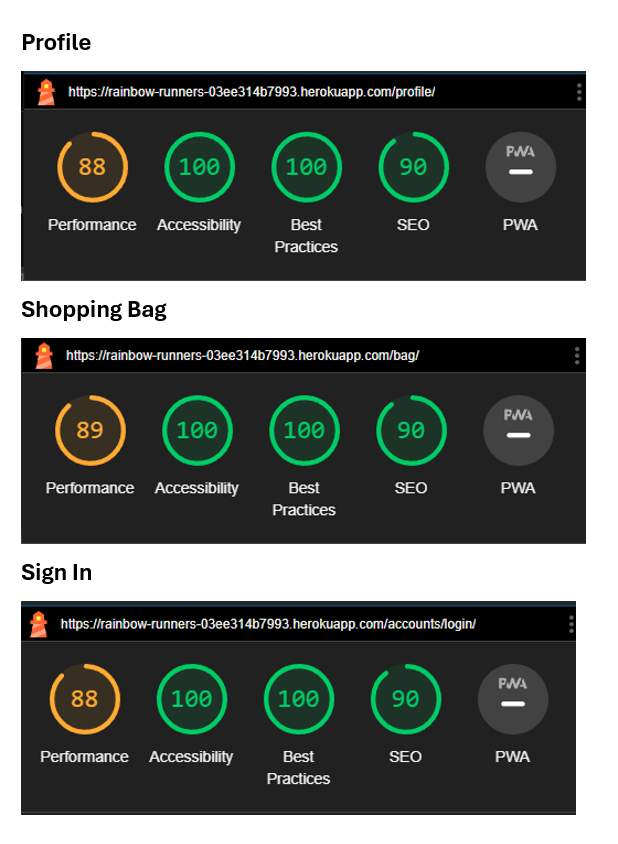 Profile
https://rainbow-runners-03ee314b7993.herokuapp.com/profile/
88 100 100 90 PWA
Performance Accessibility Best Practices SEO PWA
Shopping Bag
https://rainbow-runners-03ee314b7993.herokuapp.com/bag/
89 100 100 90 PWA
Performance Accessibility Best Practices SEO PWA
Sign In
https://rainbow-runners-03ee314b7993.herokuapp.com/accounts/login/
88 100 100 90 PWA
Performance Accessibility Best Practices SEO PWA